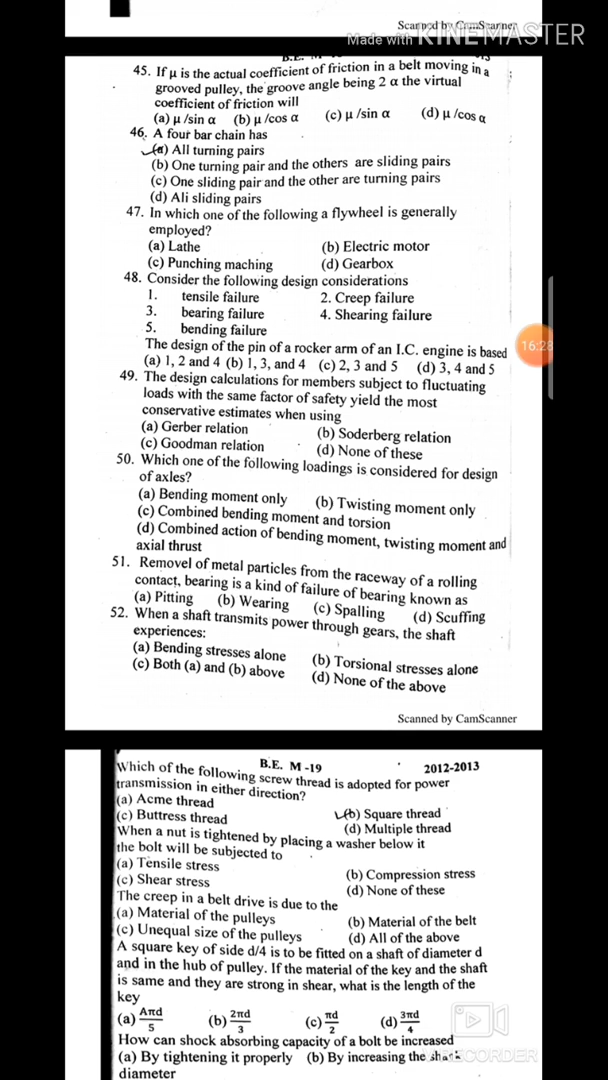 Scanned by CamScanner
Made with KINEMASTER
45. If μ is the actual coefficient of friction in a belt moving in a
grooved pulley, the groove angle being 2 α the virtual
coefficient of friction will
(a) μ /sin α (b) μ /cos α (c) μ /sin α (d) μ /cos α
46. A four bar chain has
(a) All turning pairs
(b) One turning pair and the others are sliding pairs
(c) One sliding pair and the other are turning pairs
(d) Ali sliding pairs
47. In which one of the following a flywheel is generally
employed?
(a) Lathe (b) Electric motor
(c) Punching maching (d) Gearbox
48. Consider the following design considerations
1. tensile failure 2. Creep failure
3. bearing failure 4. Shearing failure
5. bending failure
The design of the pin of a rocker arm of an I.C. engine is based
16:28
(a) 1, 2 and 4 (b) 1, 3, and 4 (c) 2, 3 and 5 (d) 3, 4 and 5
49. The design calculations for members subject to fluctuating
loads with the same factor of safety yield the most
conservative estimates when using
(a) Gerber relation (b) Soderberg relation
(c) Goodman relation (d) None of these
50. Which one of the following loadings is considered for design
of axles?
(a) Bending moment only (b) Twisting moment only
(c) Combined bending moment and torsion
(d) Combined action of bending moment, twisting moment and
axial thrust
51. Removel of metal particles from the raceway of a rolling
contact, bearing is a kind of failure of bearing known as
(a) Pitting (b) Wearing (c) Spalling (d) Scuffing
52. When a shaft transmits power through gears, the shaft
experiences:
(a) Bending stresses alone (b) Torsional stresses alone
(c) Both (a) and (b) above (d) None of the above
Scanned by CamScanner
B.E. M -19 2012-2013
Which of the following screw thread is adopted for power
transmission in either direction?
(a) Acme thread (b) Square thread
(c) Buttress thread (d) Multiple thread
When a nut is tightened by placing a washer below it
the bolt will be subjected to
(a) Tensile stress (b) Compression stress
(c) Shear stress (d) None of these
The creep in a belt drive is due to the
(a) Material of the pulleys (b) Material of the belt
(c) Unequal size of the pulleys (d) All of the above
A square key of side d/4 is to be fitted on a shaft of diameter d
and in the hub of pulley. If the material of the key and the shaft
is same and they are strong in shear, what is the length of the
key
(a) Aπd/5 (b) 2πd/3 (c) πd/2 (d) 3πd/4
How can shock absorbing capacity of a bolt be increased
(a) By tightening it properly (b) By increasing the shank
diameter